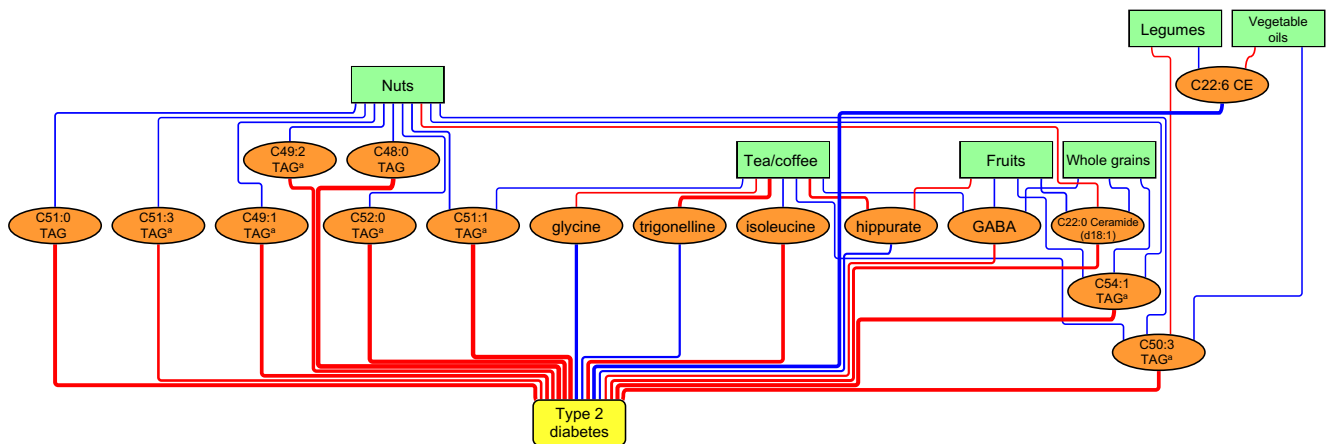 Legumes
Vegetable
oils
Nuts
C22:6 CE
C49:2
TAGᵃ
C48:0
TAG
Tea/coffee
Fruits
Whole grains
C51:0
TAG
C51:3
TAGᵃ
C49:1
TAGᵃ
C52:0
TAGᵃ
C51:1
TAGᵃ
glycine
trigonelline
isoleucine
hippurate
GABA
C22:0 Ceramide
(d18:1)
C54:1
TAGᵃ
C50:3
TAGᵃ
Type 2
diabetes